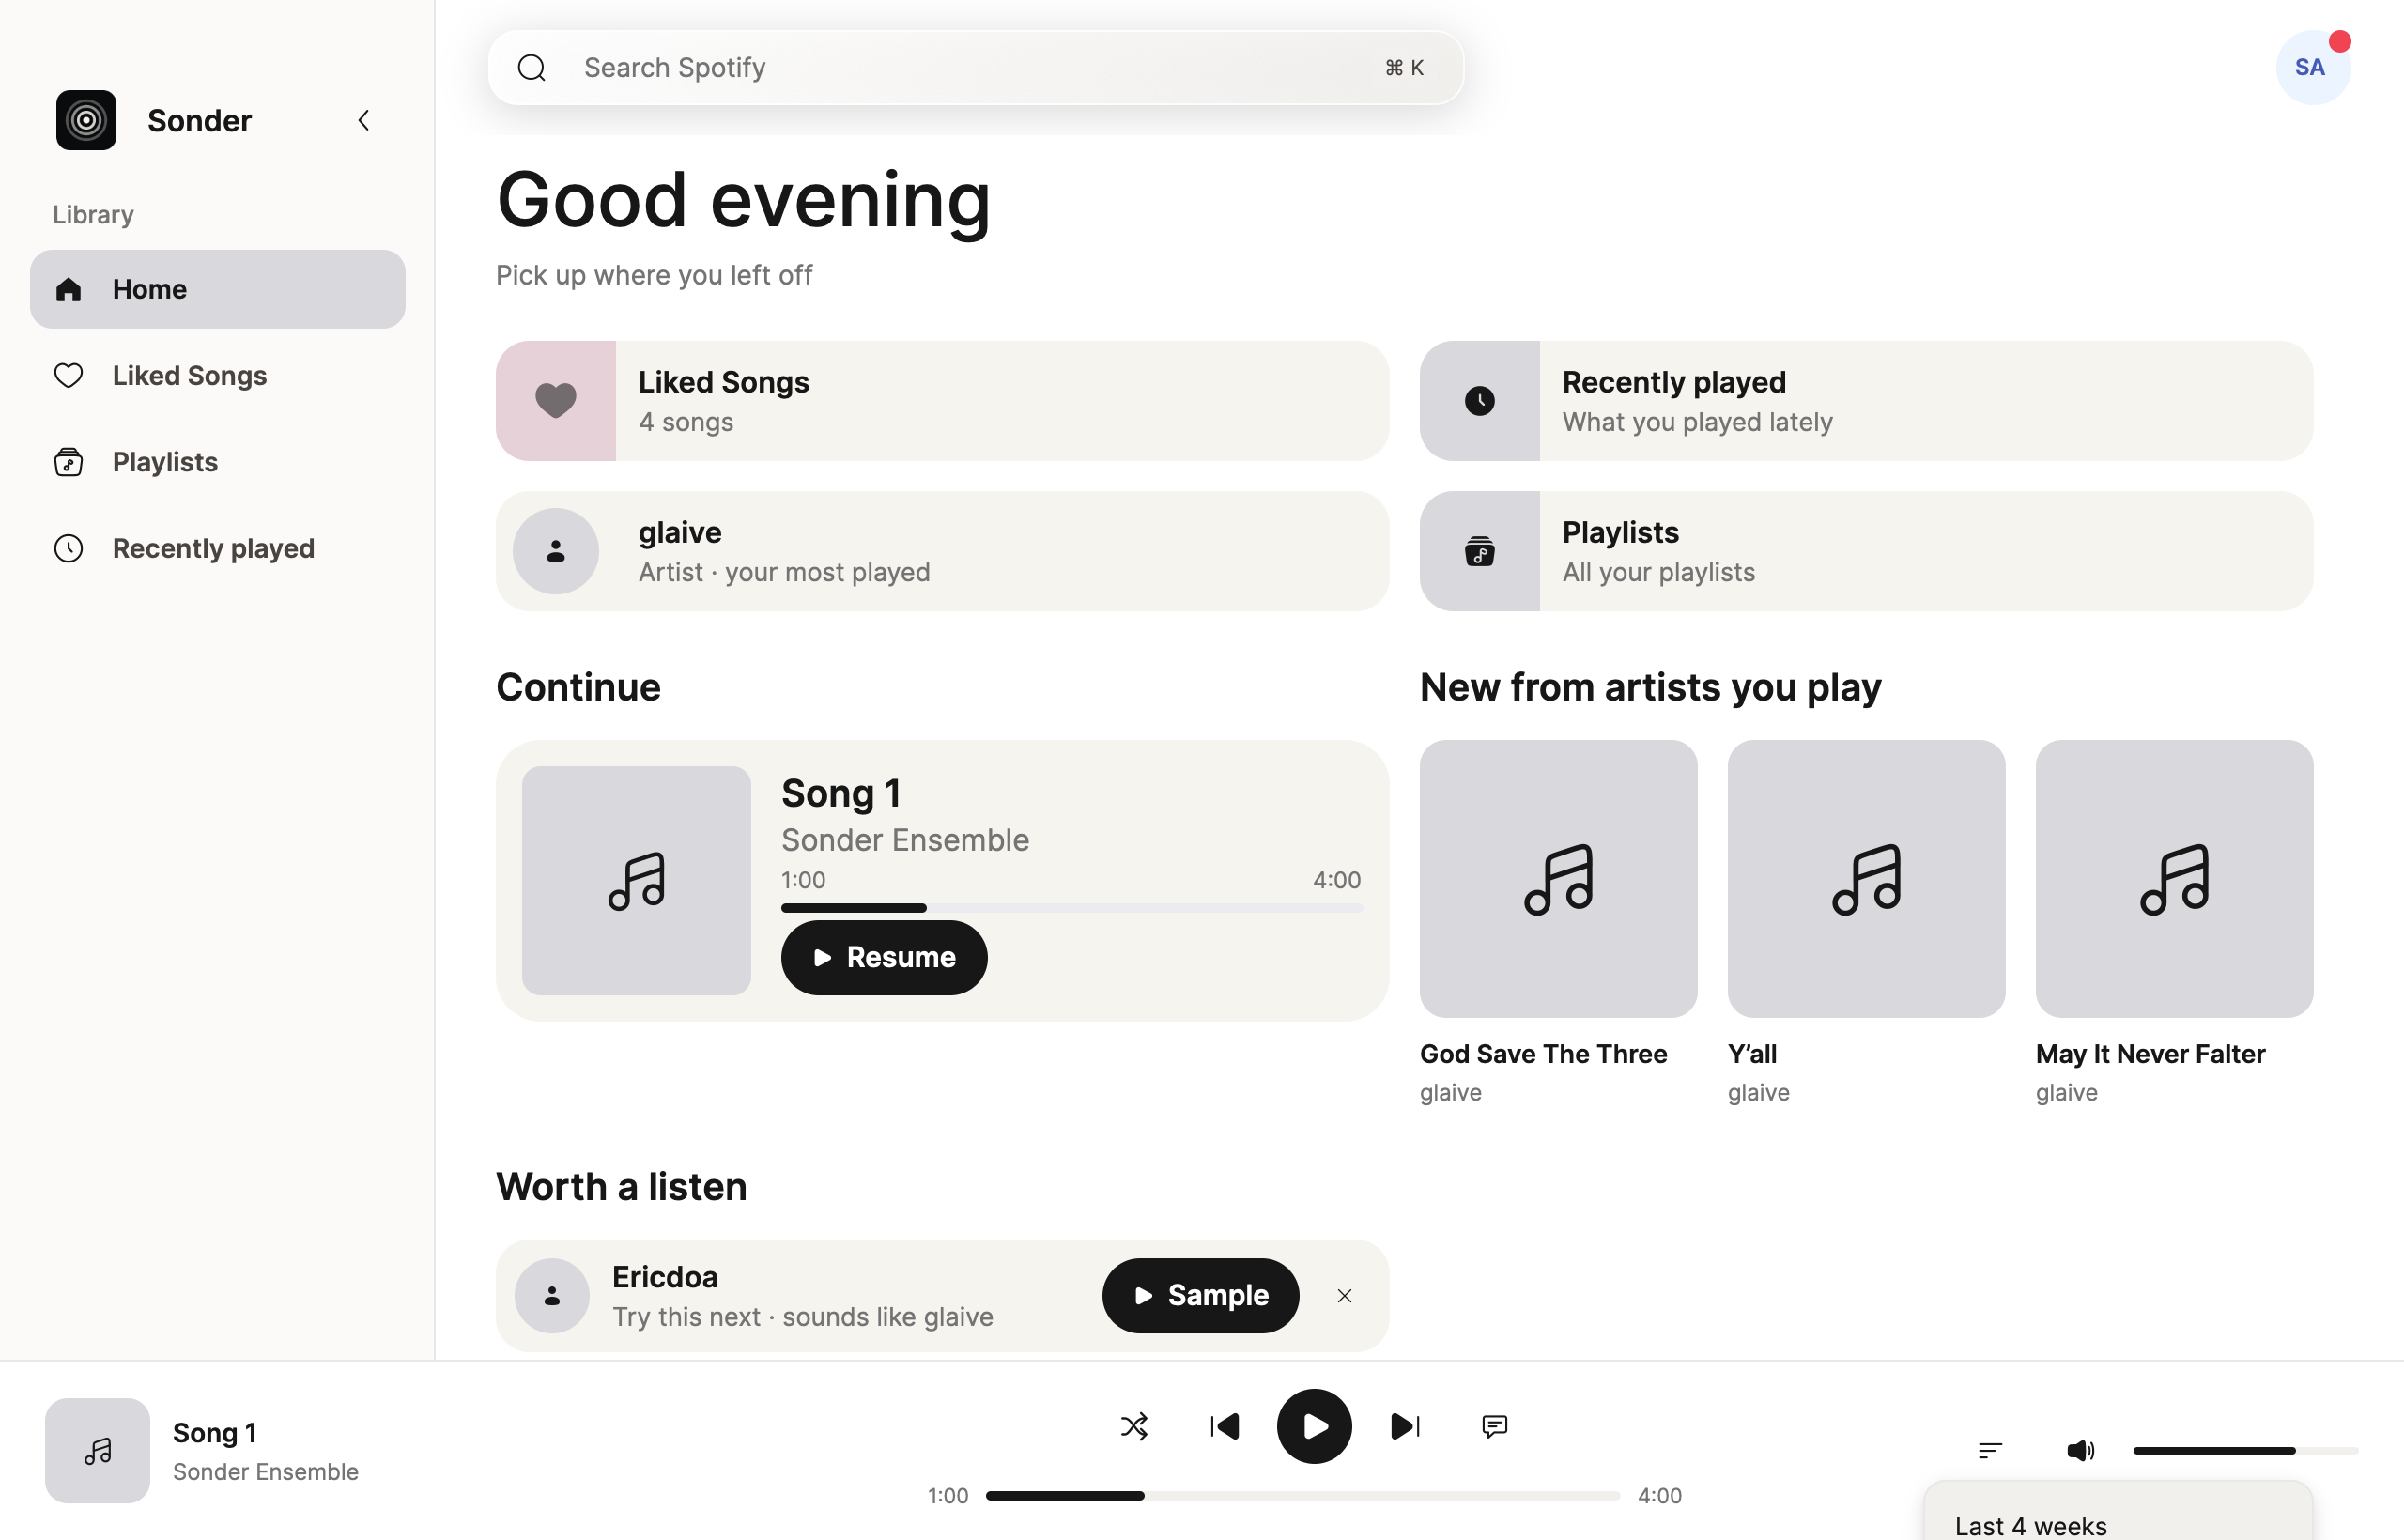 Sonder
Library
Home
Liked Songs
Playlists
Recently played
Search Spotify
⌘ K
SA
Good evening
Pick up where you left off
Liked Songs
4 songs
Recently played
What you played lately
glaive
Artist · your most played
Playlists
All your playlists
Continue
Song 1
Sonder Ensemble
1:00
4:00
Resume
New from artists you play
God Save The Three
glaive
Y’all
glaive
May It Never Falter
glaive
Worth a listen
Ericdoa
Try this next · sounds like glaive
Sample
Song 1
Sonder Ensemble
1:00
4:00
Last 4 weeks